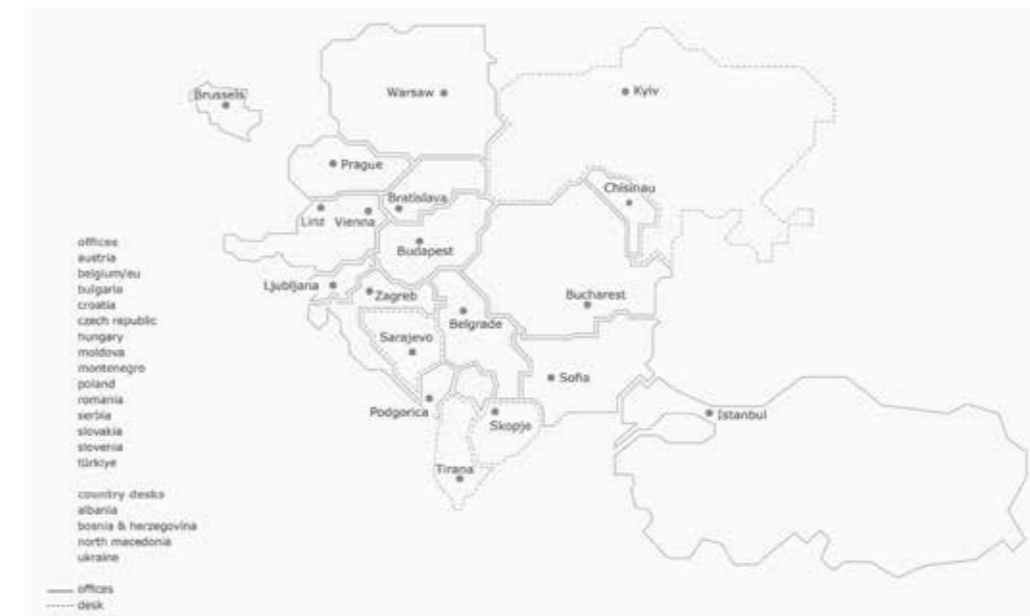 Brussels
Warsaw
Kyiv
Prague
Chisinau
Bratislava
Linz
Vienna
Budapest
Ljubljana
Zagreb
Bucharest
Belgrade
Sarajevo
Sofia
Podgorica
Skopje
Istanbul
Tirana
offices
austria
belgium/eu
bulgaria
croatia
czech republic
hungary
moldova
montenegro
poland
romania
serbia
slovakia
slovenia
türkiye
country desks
albania
bosnia & herzegovina
north macedonia
ukraine
offices
desk